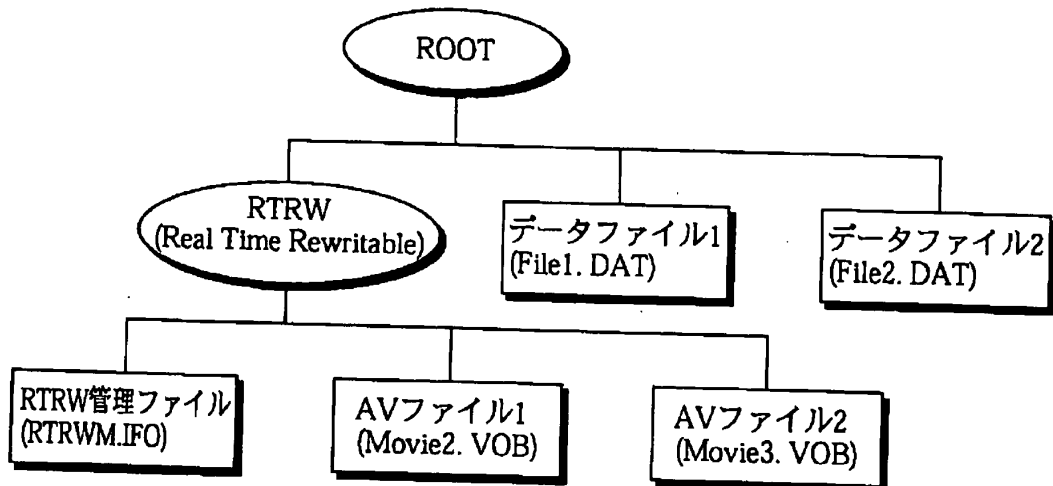 ROOT
RTRW
(Real Time Rewritable)
データファイル1
(File1. DAT)
データファイル2
(File2. DAT)
RTRW管理ファイル
(RTRWM.IFO)
AVファイル1
(Movie2. VOB)
AVファイル2
(Movie3. VOB)